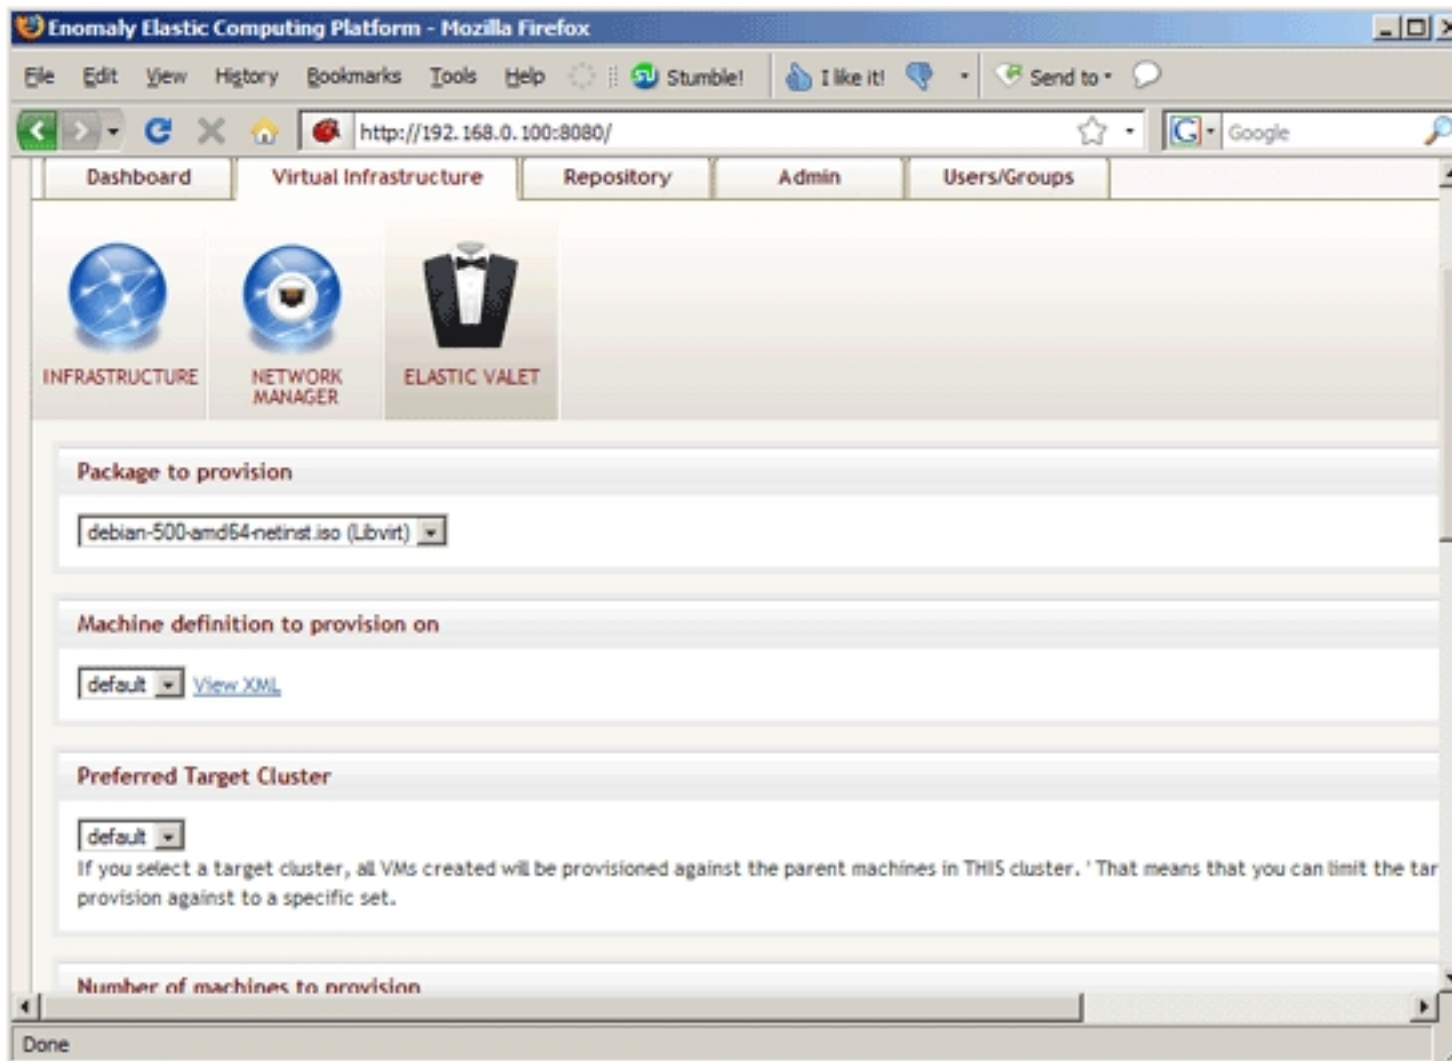 Enomaly Elastic Computing Platform - Mozilla Firefox
File Edit View History Bookmarks Tools Help Stumble! I like it! Send to
http://192.168.0.100:8080/ G Google
Dashboard Virtual Infrastructure Repository Admin Users/Groups
INFRASTRUCTURE NETWORK MANAGER ELASTIC VALET
Package to provision
debian-500-amd64-netinst.iso (Libvirt)
Machine definition to provision on
default View XML
Preferred Target Cluster
default
If you select a target cluster, all VMs created will be provisioned against the parent machines in THIS cluster. ' That means that you can limit the tar
provision against to a specific set.
Number of machines to provision
Done